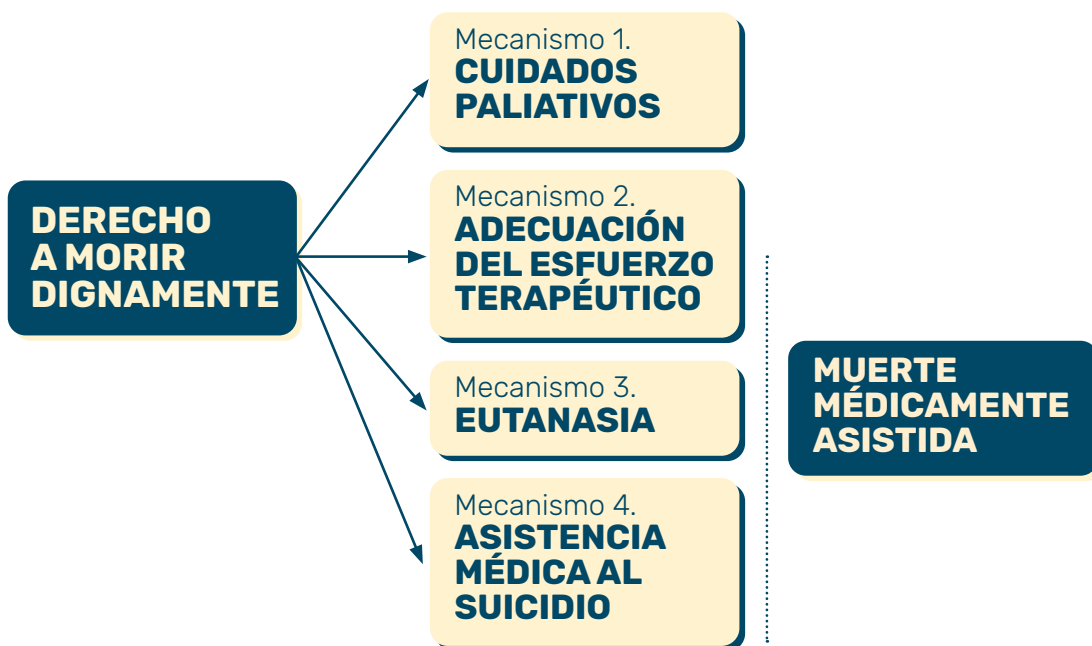 DERECHO
A MORIR
DIGNAMENTE
Mecanismo 1.
CUIDADOS
PALIATIVOS
Mecanismo 2.
ADECUACIÓN
DEL ESFUERZO
TERAPÉUTICO
Mecanismo 3.
EUTANASIA
Mecanismo 4.
ASISTENCIA
MÉDICA AL
SUICIDIO
MUERTE
MÉDICAMENTE
ASISTIDA